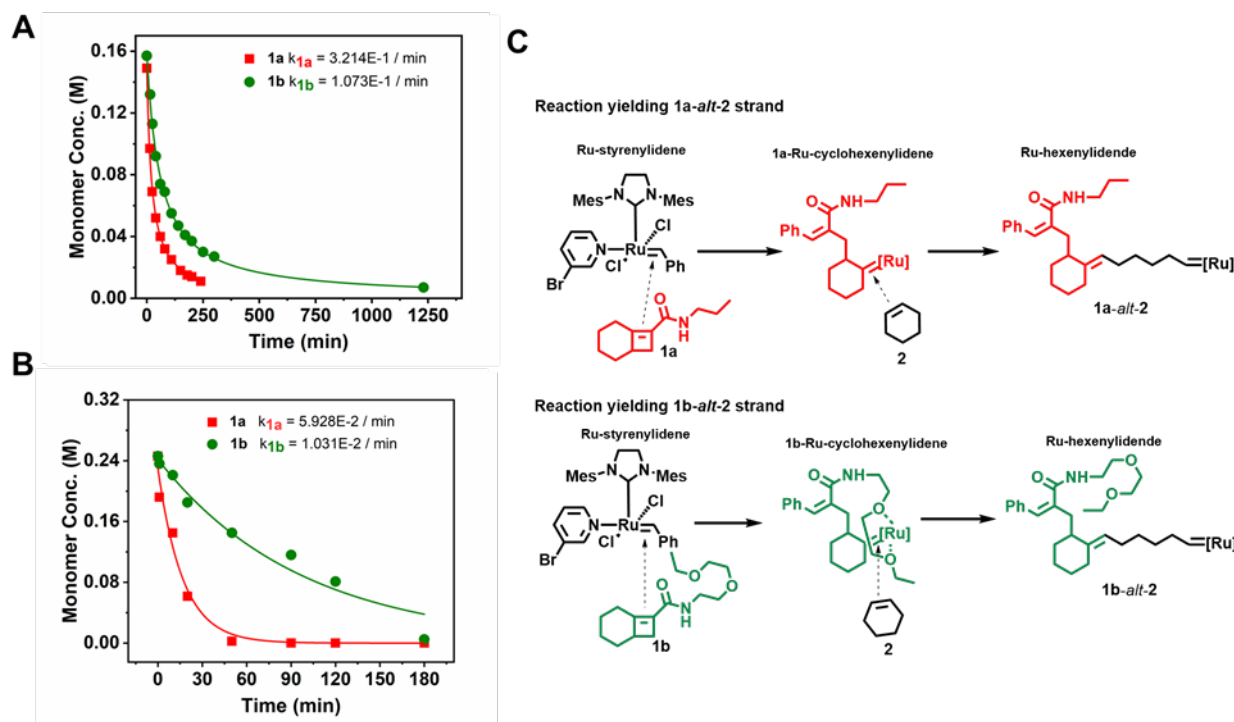 A
Monomer Conc. (M)
0.16
0.12
0.08
0.04
0.00
1a k1a = 3.214E-1 / min
1b k1b = 1.073E-1 / min
0 250 500 750 1000 1250
Time (min)
B
Monomer Conc. (M)
0.32
0.24
0.16
0.08
0.00
1a k1a = 5.928E-2 / min
1b k1b = 1.031E-2 / min
0 30 60 90 120 150 180
Time (min)
C
Reaction yielding 1a-alt-2 strand
Ru-styrenylidene
1a-Ru-cyclohexenylidene
Ru-hexenylidende
Mes N N Mes
Cl
N Ru
Cl Ph
Br
O
N
H
1a
O NH
Ph
[Ru]
2
O NH
Ph
[Ru]
1a-alt-2
Reaction yielding 1b-alt-2 strand
Ru-styrenylidene
1b-Ru-cyclohexenylidene
Ru-hexenylidende
Mes N N Mes
Cl
N Ru
Cl Ph
Br
O O
O
N
H
1b
O NH
Ph
O
[Ru]
O
2
O NH O
Ph O
[Ru]
1b-alt-2